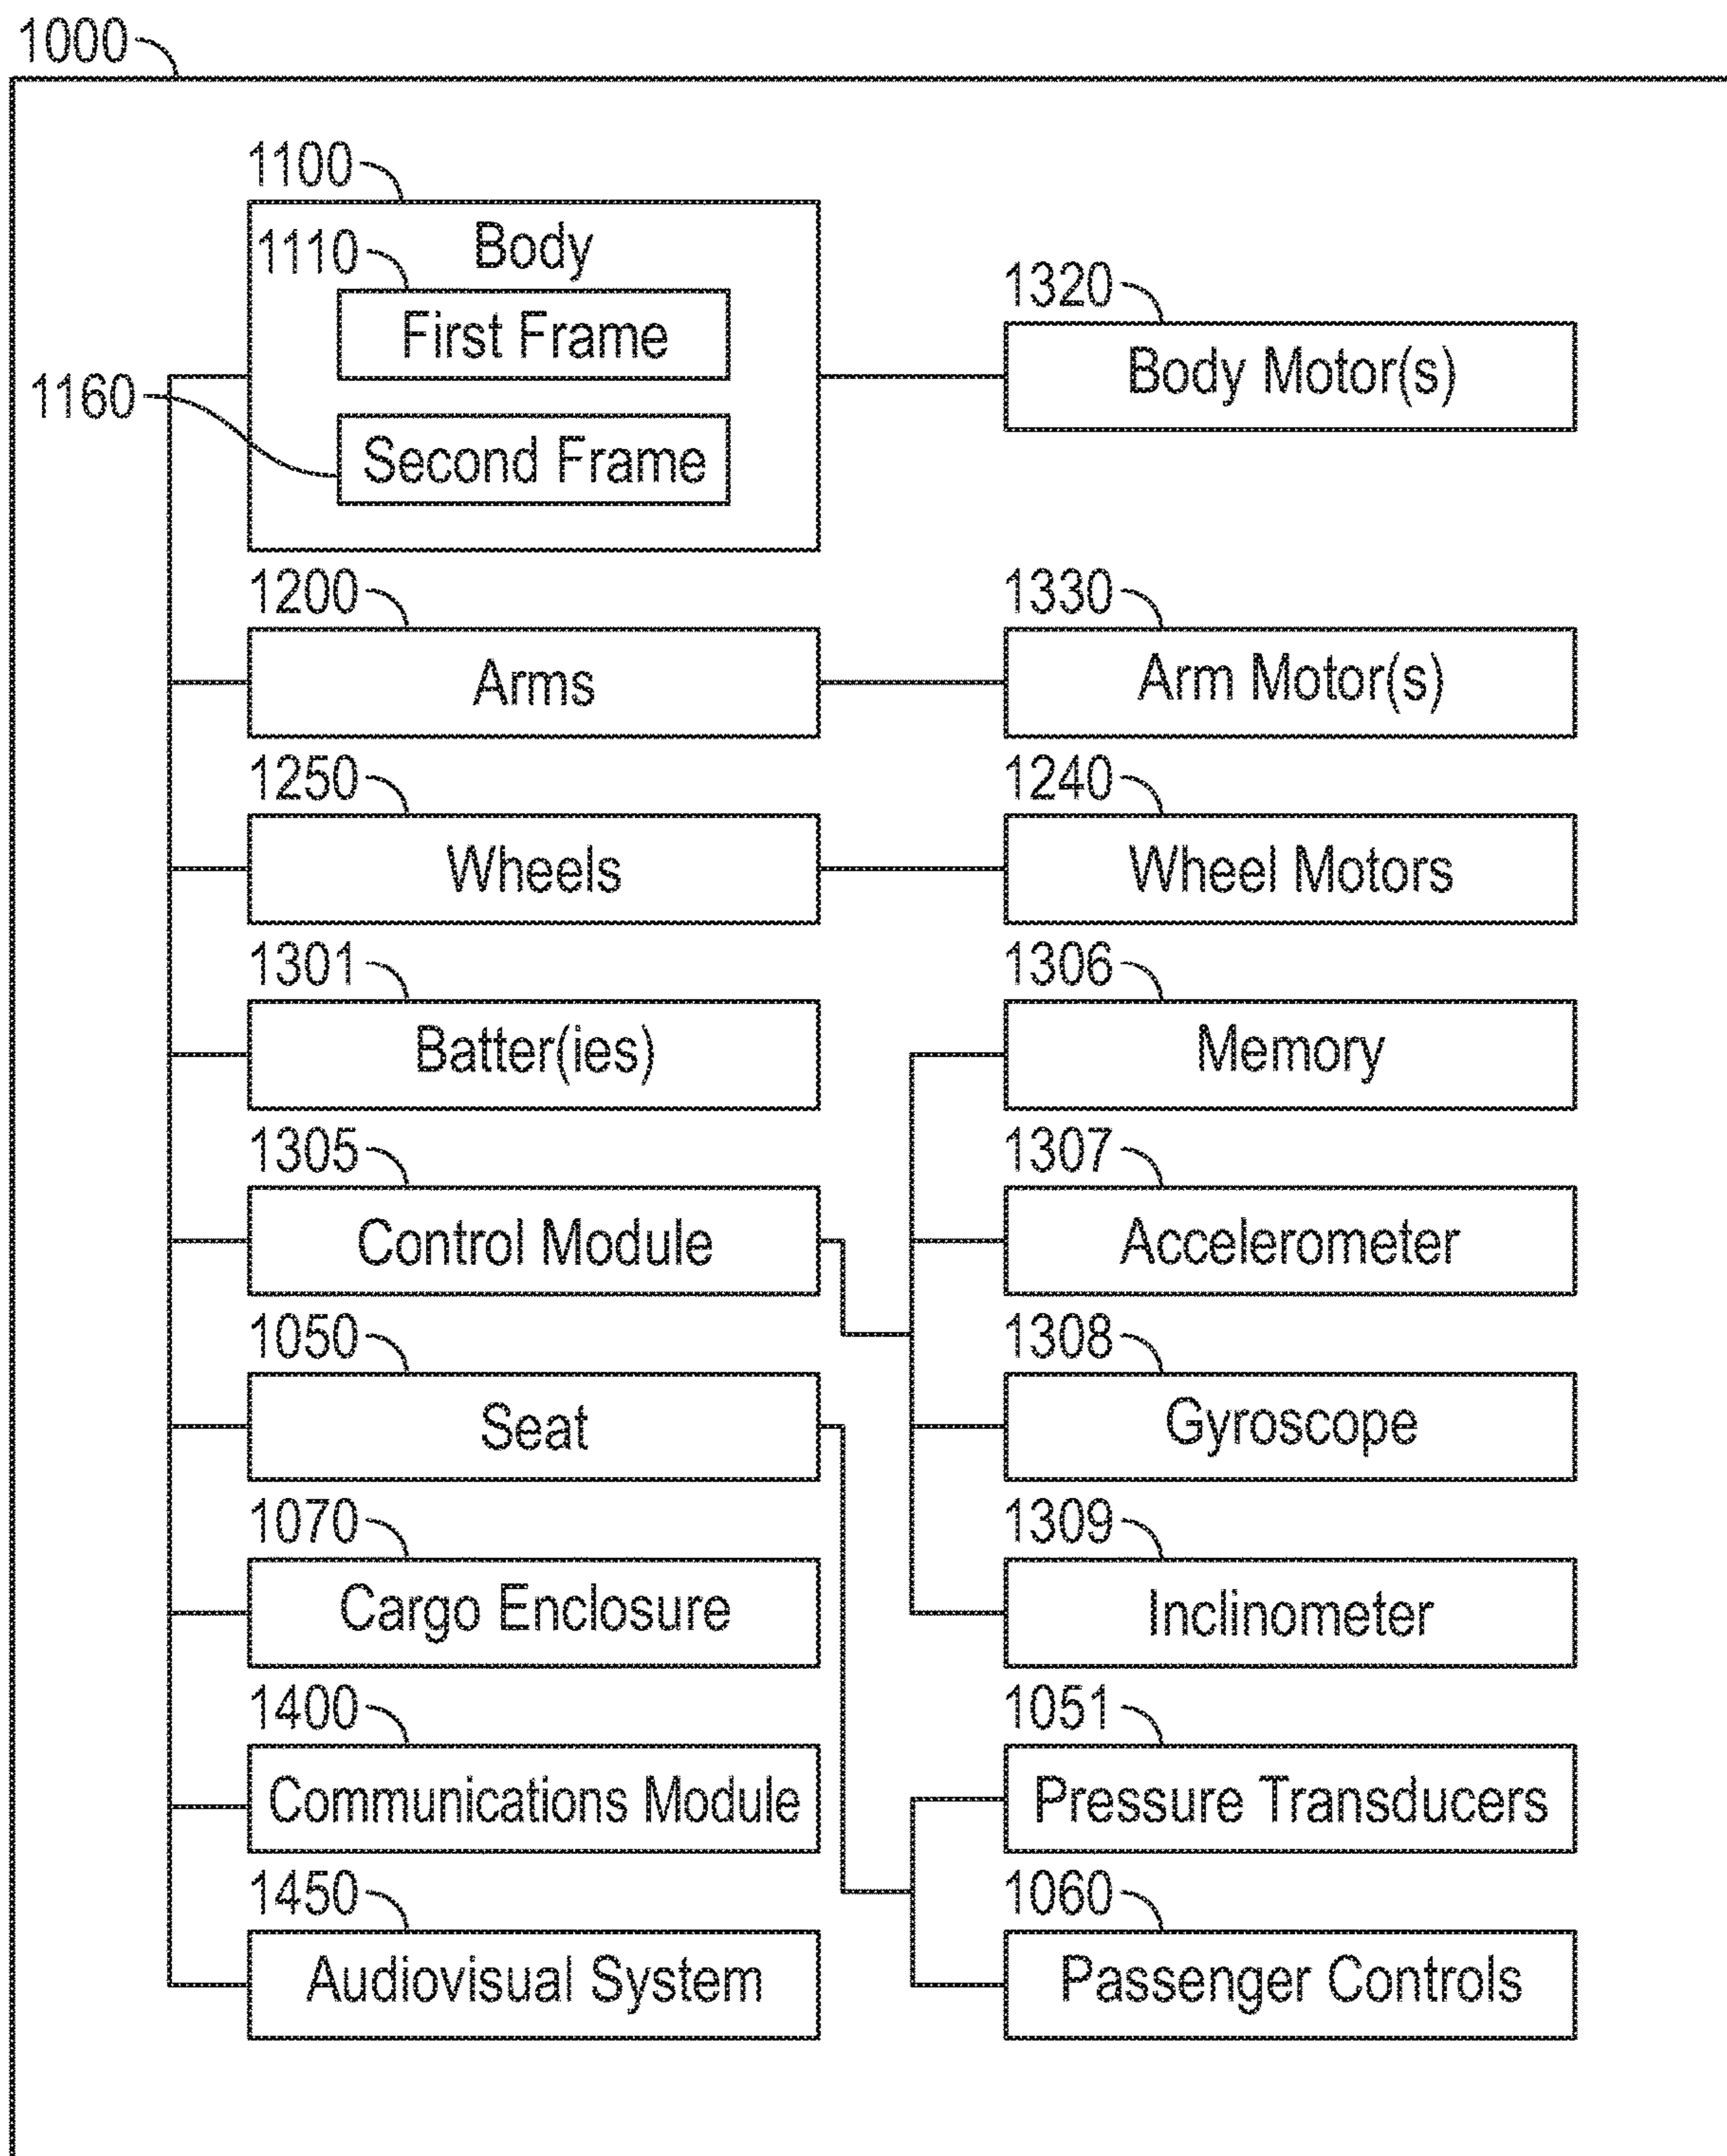 1000
1100
Body
1110
First Frame
1160
Second Frame
1320
Body Motor(s)
1200
Arms
1330
Arm Motor(s)
1250
Wheels
1240
Wheel Motors
1301
Batter(ies)
1306
Memory
1305
Control Module
1307
Accelerometer
1050
Seat
1308
Gyroscope
1070
Cargo Enclosure
1309
Inclinometer
1400
Communications Module
1051
Pressure Transducers
1450
Audiovisual System
1060
Passenger Controls